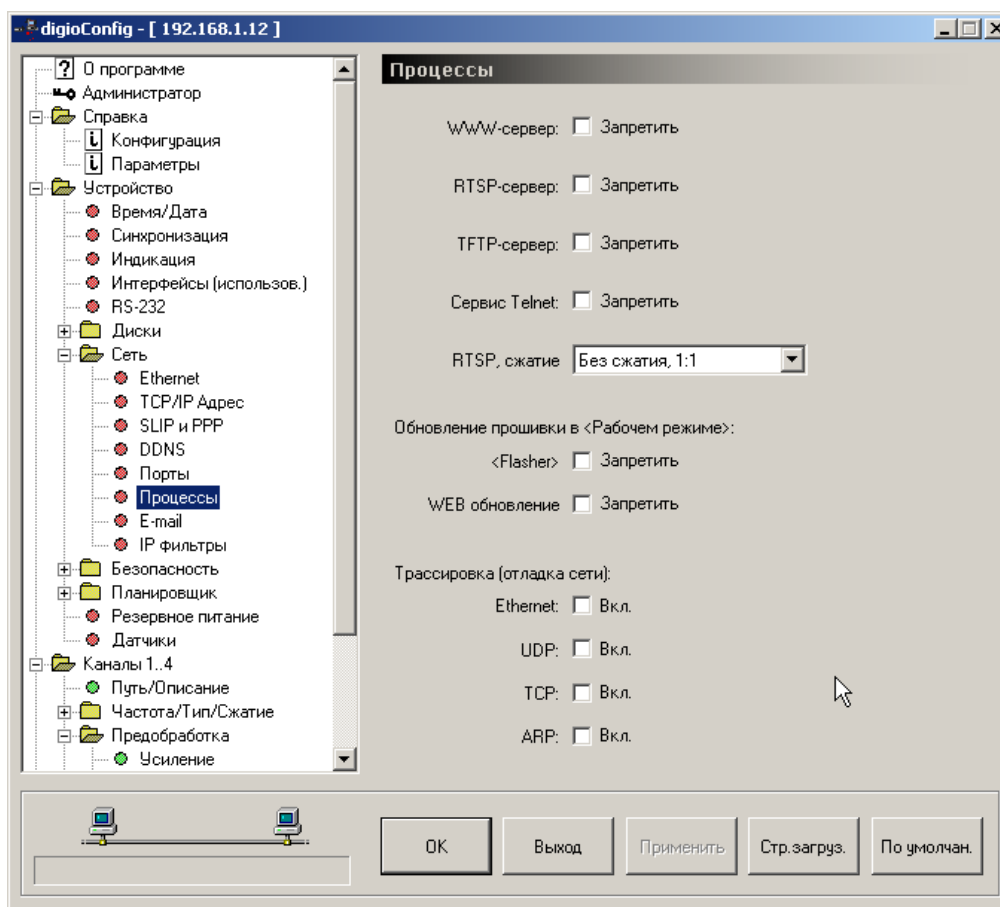 digioConfig - [ 192.168.1.12 ]
О программе
Администратор
Справка
Конфигурация
Параметры
Устройство
Время/Дата
Синхронизация
Индикация
Интерфейсы (использов.)
RS-232
Диски
Сеть
Ethernet
TCP/IP Адрес
SLIP и PPP
DDNS
Порты
Процессы
E-mail
IP фильтры
Безопасность
Планировщик
Резервное питание
Датчики
Каналы 1..4
Путь/Описание
Частота/Тип/Сжатие
Предобработка
Усиление
Процессы
WWW-сервер: Запретить
RTSP-сервер: Запретить
TFTP-сервер: Запретить
Сервис Telnet: Запретить
RTSP, сжатие Без сжатия, 1:1
Обновление прошивки в <Рабочем режиме>:
<Flasher> Запретить
WEB обновление Запретить
Трассировка (отладка сети):
Ethernet: Вкл.
UDP: Вкл.
TCP: Вкл.
ARP: Вкл.
OK Выход Применить Стр.загруз. По умолчан.